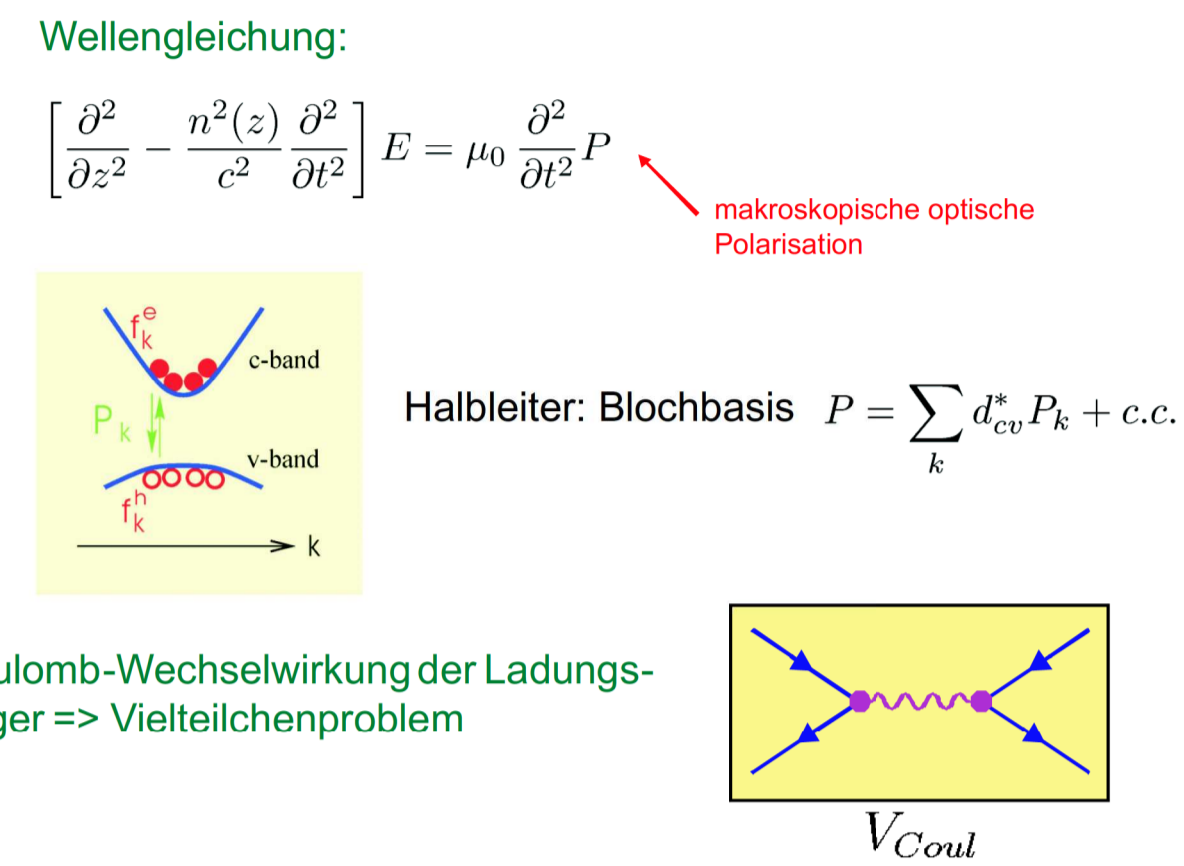 Wellengleichung:
[∂²/∂z² − n²(z)/c² ∂²/∂t²] E = μ₀ ∂²/∂t² P
makroskopische optische
Polarisation
f_k^e
c-band
P_k
v-band
f_k^h
k
Halbleiter: Blochbasis P = ∑_k d*_cv P_k + c.c.
ulomb-Wechselwirkung der Ladungs-
ger => Vielteilchenproblem
V_Coul